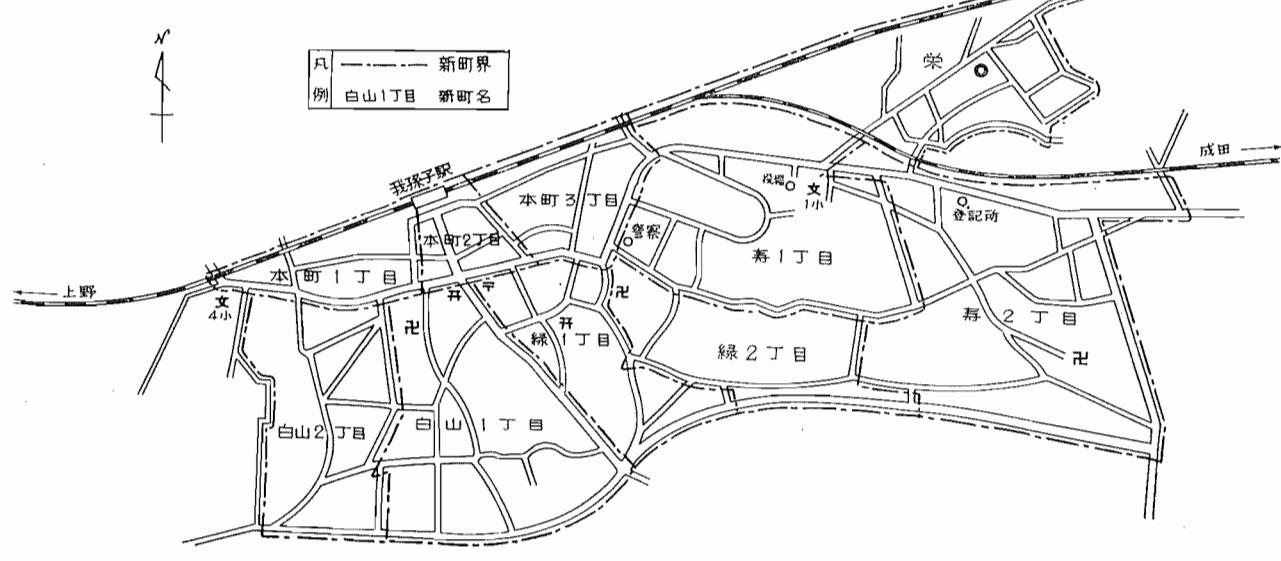 N
凡例
新町界
白山1丁目 新町名
栄
成田
我孫子駅
役場
文
1小
本町3丁目
登記所
警察
本町2丁目
寿1丁目
本町1丁目
上野
文
4小
寿2丁目
緑1丁目
緑2丁目
白山2丁目
白山1丁目